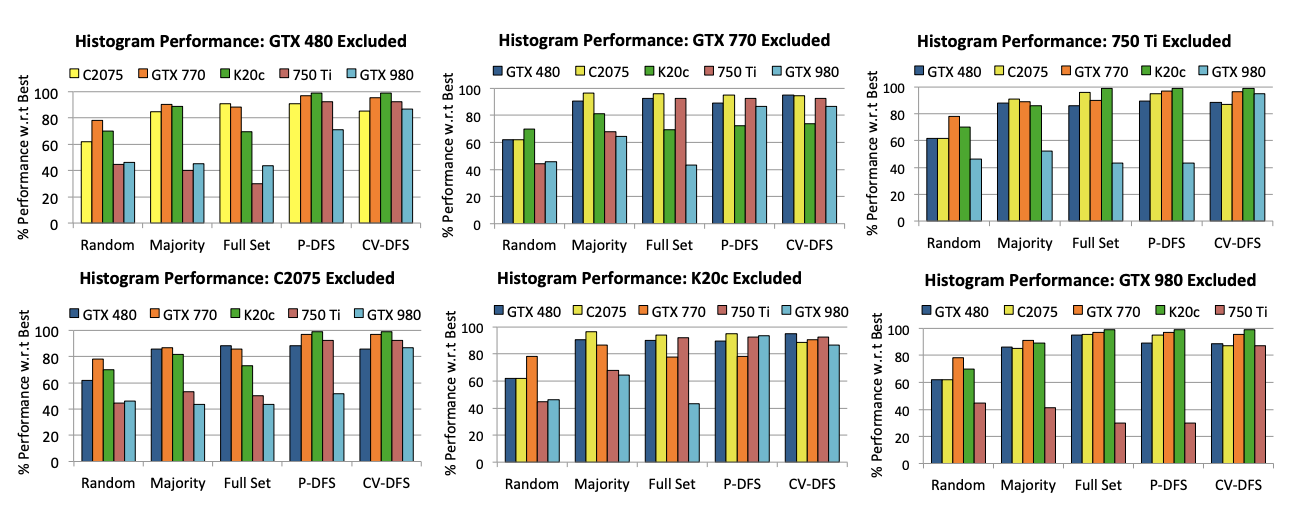 Histogram Performance: GTX 480 Excluded
C2075 GTX 770 K20c 750 Ti GTX 980
% Performance w.r.t Best
100
80
60
40
20
0
Random Majority Full Set P-DFS CV-DFS
Histogram Performance: GTX 770 Excluded
GTX 480 C2075 K20c 750 Ti GTX 980
% Performance w.r.t Best
100
80
60
40
20
0
Random Majority Full Set P-DFS CV-DFS
Histogram Performance: 750 Ti Excluded
GTX 480 C2075 GTX 770 K20c GTX 980
% Performance w.r.t Best
100
80
60
40
20
0
Random Majority Full Set P-DFS CV-DFS
Histogram Performance: C2075 Excluded
GTX 480 GTX 770 K20c 750 Ti GTX 980
% Performance w.r.t Best
100
80
60
40
20
0
Random Majority Full Set P-DFS CV-DFS
Histogram Performance: K20c Excluded
GTX 480 C2075 GTX 770 750 Ti GTX 980
% Performance w.r.t Best
100
80
60
40
20
0
Random Majority Full Set P-DFS CV-DFS
Histogram Performance: GTX 980 Excluded
GTX 480 C2075 GTX 770 K20c 750 Ti
% Performance w.r.t Best
100
80
60
40
20
0
Random Majority Full Set P-DFS CV-DFS